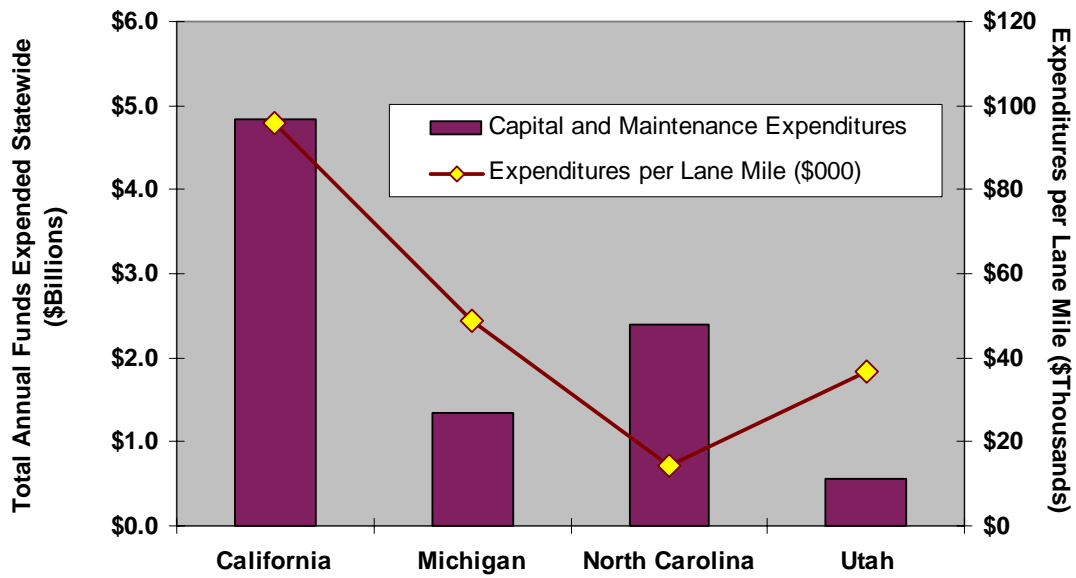 Total Annual Funds Expended Statewide
($Billions)
$6.0
$5.0
$4.0
$3.0
$2.0
$1.0
$0.0
Capital and Maintenance Expenditures
Expenditures per Lane Mile ($000)
$120
$100
$80
$60
$40
$20
$0
Expenditures per Lane Mile ($Thousands)
California Michigan North Carolina Utah